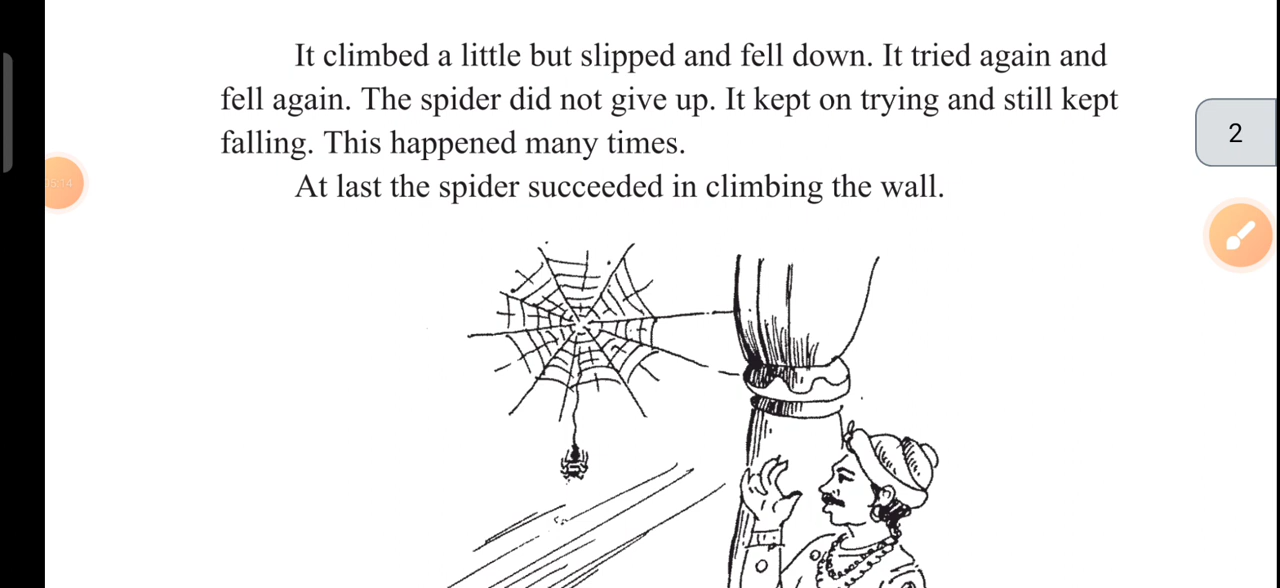 It climbed a little but slipped and fell down. It tried again and
fell again. The spider did not give up. It kept on trying and still kept
falling. This happened many times.
At last the spider succeeded in climbing the wall.
2
05:14